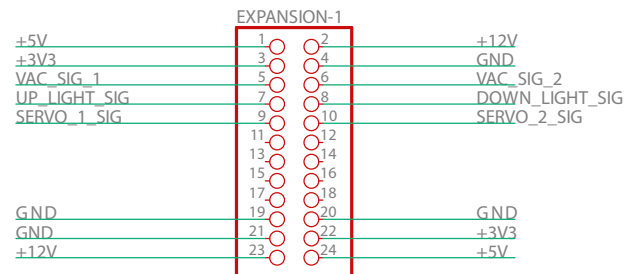 EXPANSION-1
+5V 1 2 +12V
+3V3 3 4 GND
VAC_SIG_1 5 6 VAC_SIG_2
UP_LIGHT_SIG 7 8 DOWN_LIGHT_SIG
SERVO_1_SIG 9 10 SERVO_2_SIG
11 12
13 14
15 16
17 18
GND 19 20 GND
GND 21 22 +3V3
+12V 23 24 +5V